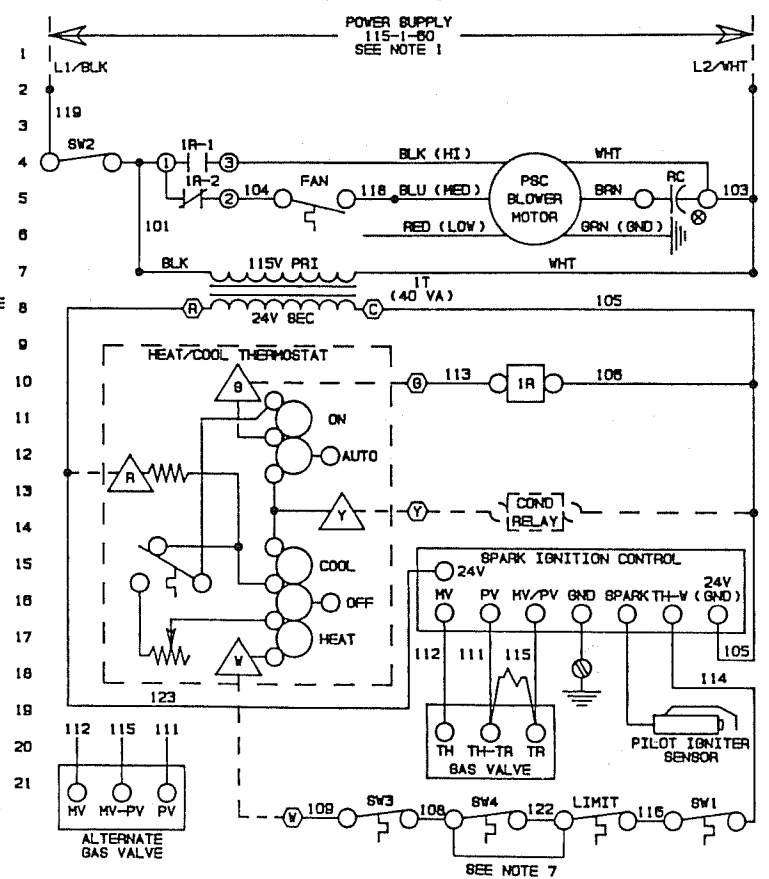 POWER SUPPLY
115-1-60
SEE NOTE 1
1
L1/BLK
L2/WHT
2
119
3
SW2
1R-1
4
1
3
BLK (HI)
WHT
1R-2
FAN
PSC
BLOWER
MOTOR
RC
5
2
104
118
BLU (MED)
BRN
103
101
6
RED (LOW)
GRN (GND)
7
BLK
115V PRI
WHT
1T
(40 VA)
E
8
R
24V SEC
C
105
9
HEAT/COOL THERMOSTAT
10
G
G
113
1R
106
11
ON
12
AUTO
R
13
Y
Y
COND
RELAY
14
SPARK IGNITION CONTROL
15
COOL
24V
16
OFF
MV
PV
MV/PV
GND
SPARK
TH-W
24V
(GND)
17
HEAT
112
111
115
105
W
18
114
123
19
112
115
111
20
TH
TH-TR
TR
GAS VALVE
PILOT IGNITER
SENSOR
21
MV
MV-PV
PV
ALTERNATE
GAS VALVE
W
109
SW3
108
SW4
122
LIMIT
116
SW1
SEE NOTE 7